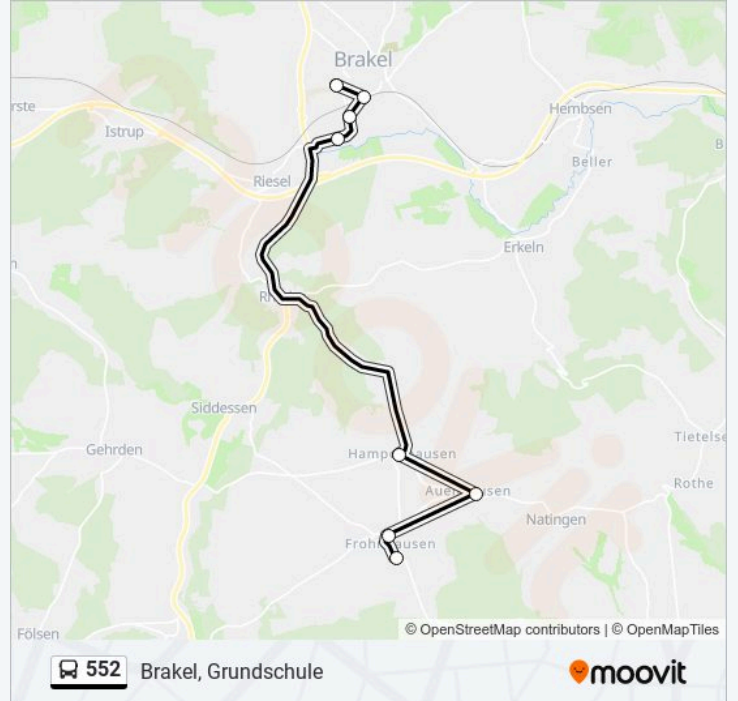 Brakel
Hembsen
rste
Istrup
B
Beller
Riesel
Erkeln
n
Siddessen
Tietelse
Gehrden
Rothe
Natingen
Fölsen
© OpenStreetMap contributors | © OpenMapTiles
552 Brakel, Grundschule
moovit